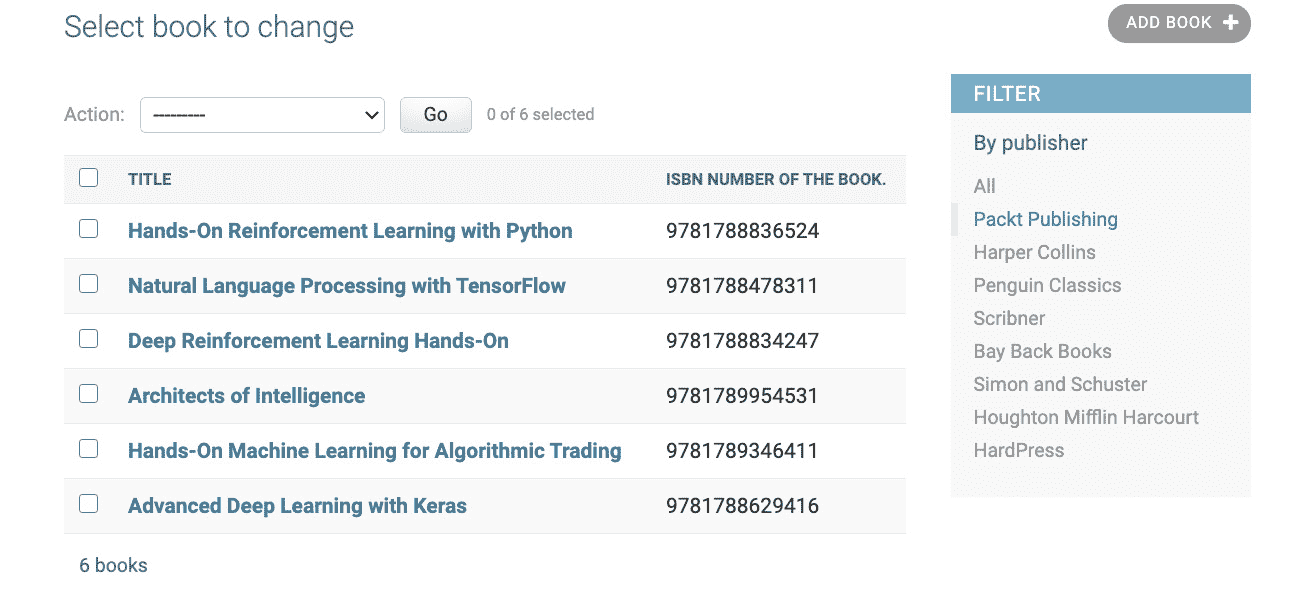 Select book to change
ADD BOOK +
Action: --------- Go 0 of 6 selected
TITLE ISBN NUMBER OF THE BOOK.
Hands-On Reinforcement Learning with Python 9781788836524
Natural Language Processing with TensorFlow 9781788478311
Deep Reinforcement Learning Hands-On 9781788834247
Architects of Intelligence 9781789954531
Hands-On Machine Learning for Algorithmic Trading 9781789346411
Advanced Deep Learning with Keras 9781788629416
6 books
FILTER
By publisher
All
Packt Publishing
Harper Collins
Penguin Classics
Scribner
Bay Back Books
Simon and Schuster
Houghton Mifflin Harcourt
HardPress